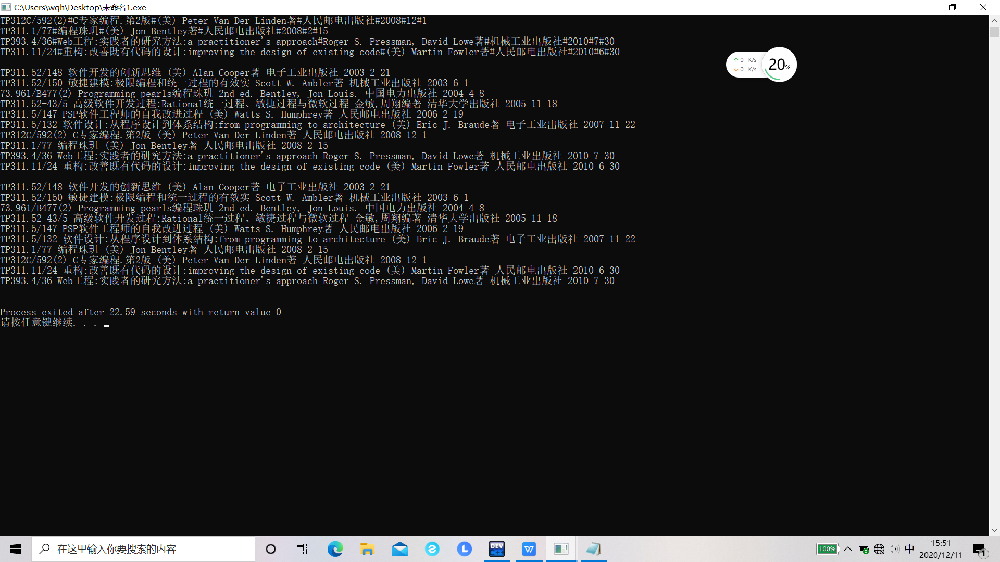 C:\Users\wqh\Desktop\未命名1.exe
TP312C/592(2)#C专家编程.第2版#(美) Peter Van Der Linden著#人民邮电出版社#2008#12#1
TP311.1/77#编程珠玑#(美) Jon Bentley著#人民邮电出版社#2008#2#15
TP393.4/36#Web工程:实践者的研究方法:a practitioner's approach#Roger S. Pressman, David Lowe著#机械工业出版社#2010#7#30
TP311.11/24#重构:改善既有代码的设计:improving the design of existing code#(美) Martin Fowler著#人民邮电出版社#2010#6#30
TP311.52/148 软件开发的创新思维 (美) Alan Cooper著 电子工业出版社 2003 2 21
TP311.52/150 敏捷建模:极限编程和统一过程的有效实 Scott W. Ambler著 机械工业出版社 2003 6 1
73.961/B477(2) Programming pearls编程珠玑 2nd ed. Bentley, Jon Louis. 中国电力出版社 2004 4 8
TP311.52-43/5 高级软件开发过程:Rational统一过程、敏捷过程与微软过程 金敏,周翔编著 清华大学出版社 2005 11 18
TP311.5/147 PSP软件工程师的自我改进过程 (美) Watts S. Humphrey著 人民邮电出版社 2006 2 19
TP311.5/132 软件设计:从程序设计到体系结构:from programming to architecture (美) Eric J. Braude著 电子工业出版社 2007 11 22
TP312C/592(2) C专家编程.第2版 (美) Peter Van Der Linden著 人民邮电出版社 2008 12 1
TP311.1/77 编程珠玑 (美) Jon Bentley著 人民邮电出版社 2008 2 15
TP393.4/36 Web工程:实践者的研究方法:a practitioner's approach Roger S. Pressman, David Lowe著 机械工业出版社 2010 7 30
TP311.11/24 重构:改善既有代码的设计:improving the design of existing code (美) Martin Fowler著 人民邮电出版社 2010 6 30
TP311.52/148 软件开发的创新思维 (美) Alan Cooper著 电子工业出版社 2003 2 21
TP311.52/150 敏捷建模:极限编程和统一过程的有效实 Scott W. Ambler著 机械工业出版社 2003 6 1
73.961/B477(2) Programming pearls编程珠玑 2nd ed. Bentley, Jon Louis. 中国电力出版社 2004 4 8
TP311.52-43/5 高级软件开发过程:Rational统一过程、敏捷过程与微软过程 金敏,周翔编著 清华大学出版社 2005 11 18
TP311.5/147 PSP软件工程师的自我改进过程 (美) Watts S. Humphrey著 人民邮电出版社 2006 2 19
TP311.5/132 软件设计:从程序设计到体系结构:from programming to architecture (美) Eric J. Braude著 电子工业出版社 2007 11 22
TP311.1/77 编程珠玑 (美) Jon Bentley著 人民邮电出版社 2008 2 15
TP312C/592(2) C专家编程.第2版 (美) Peter Van Der Linden著 人民邮电出版社 2008 12 1
TP311.11/24 重构:改善既有代码的设计:improving the design of existing code (美) Martin Fowler著 人民邮电出版社 2010 6 30
TP393.4/36 Web工程:实践者的研究方法:a practitioner's approach Roger S. Pressman, David Lowe著 机械工业出版社 2010 7 30
--------------------------------
Process exited after 22.59 seconds with return value 0
请按任意键继续. . .
↑ 0 K/s
↓ 0 K/s
20%
在这里输入你要搜索的内容
DEV C++
100%
中
15:51
2020/12/11
1